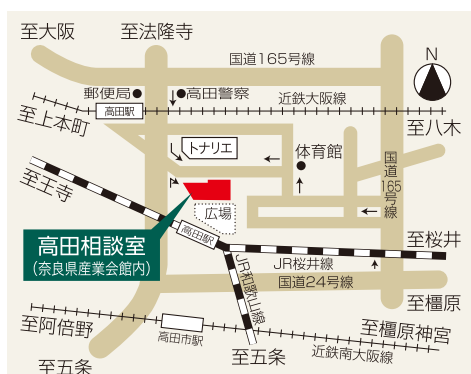 至大阪
至法隆寺
国道165号線
N
郵便局
高田警察
高田駅
近鉄大阪線
至上本町
至八木
トナリエ
体育館
国道165号線
至王寺
広場
高田相談室
(奈良県産業会館内)
高田駅
至桜井
JR桜井線
JR和歌山線
国道24号線
至橿原
至阿倍野
高田市駅
至橿原神宮
近鉄南大阪線
至五条
至五条